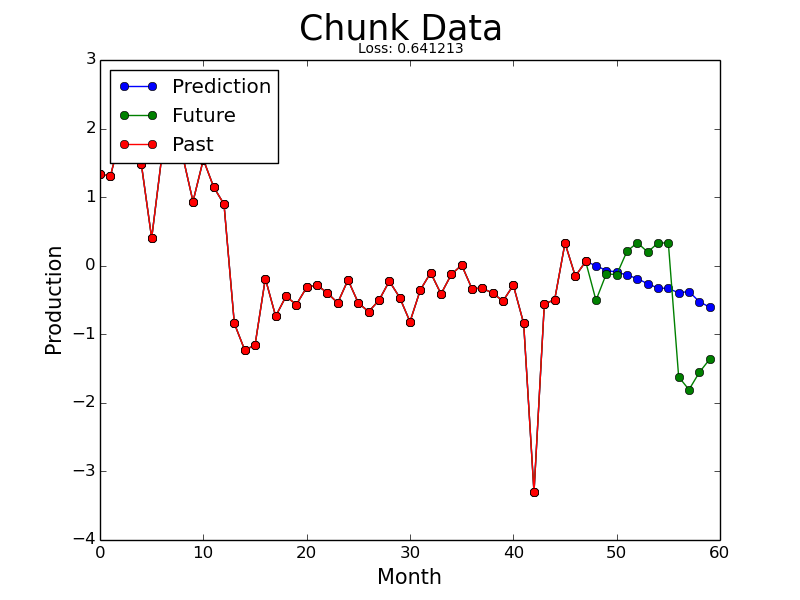 Chunk Data
Loss: 0.641213
Prediction
Future
Past
3
2
1
0
−1
−2
−3
−4
Production
0 10 20 30 40 50 60
Month